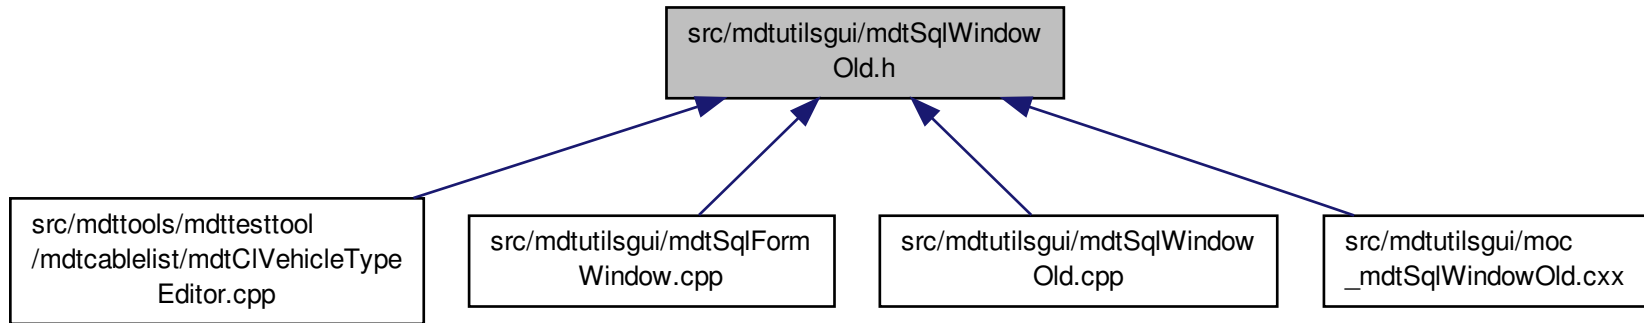 src/mdtutilsgui/mdtSqlWindow
Old.h
src/mdttools/mdttesttool
/mdtcablelist/mdtClVehicleType
Editor.cpp
src/mdtutilsgui/mdtSqlForm
Window.cpp
src/mdtutilsgui/mdtSqlWindow
Old.cpp
src/mdtutilsgui/moc
_mdtSqlWindowOld.cxx